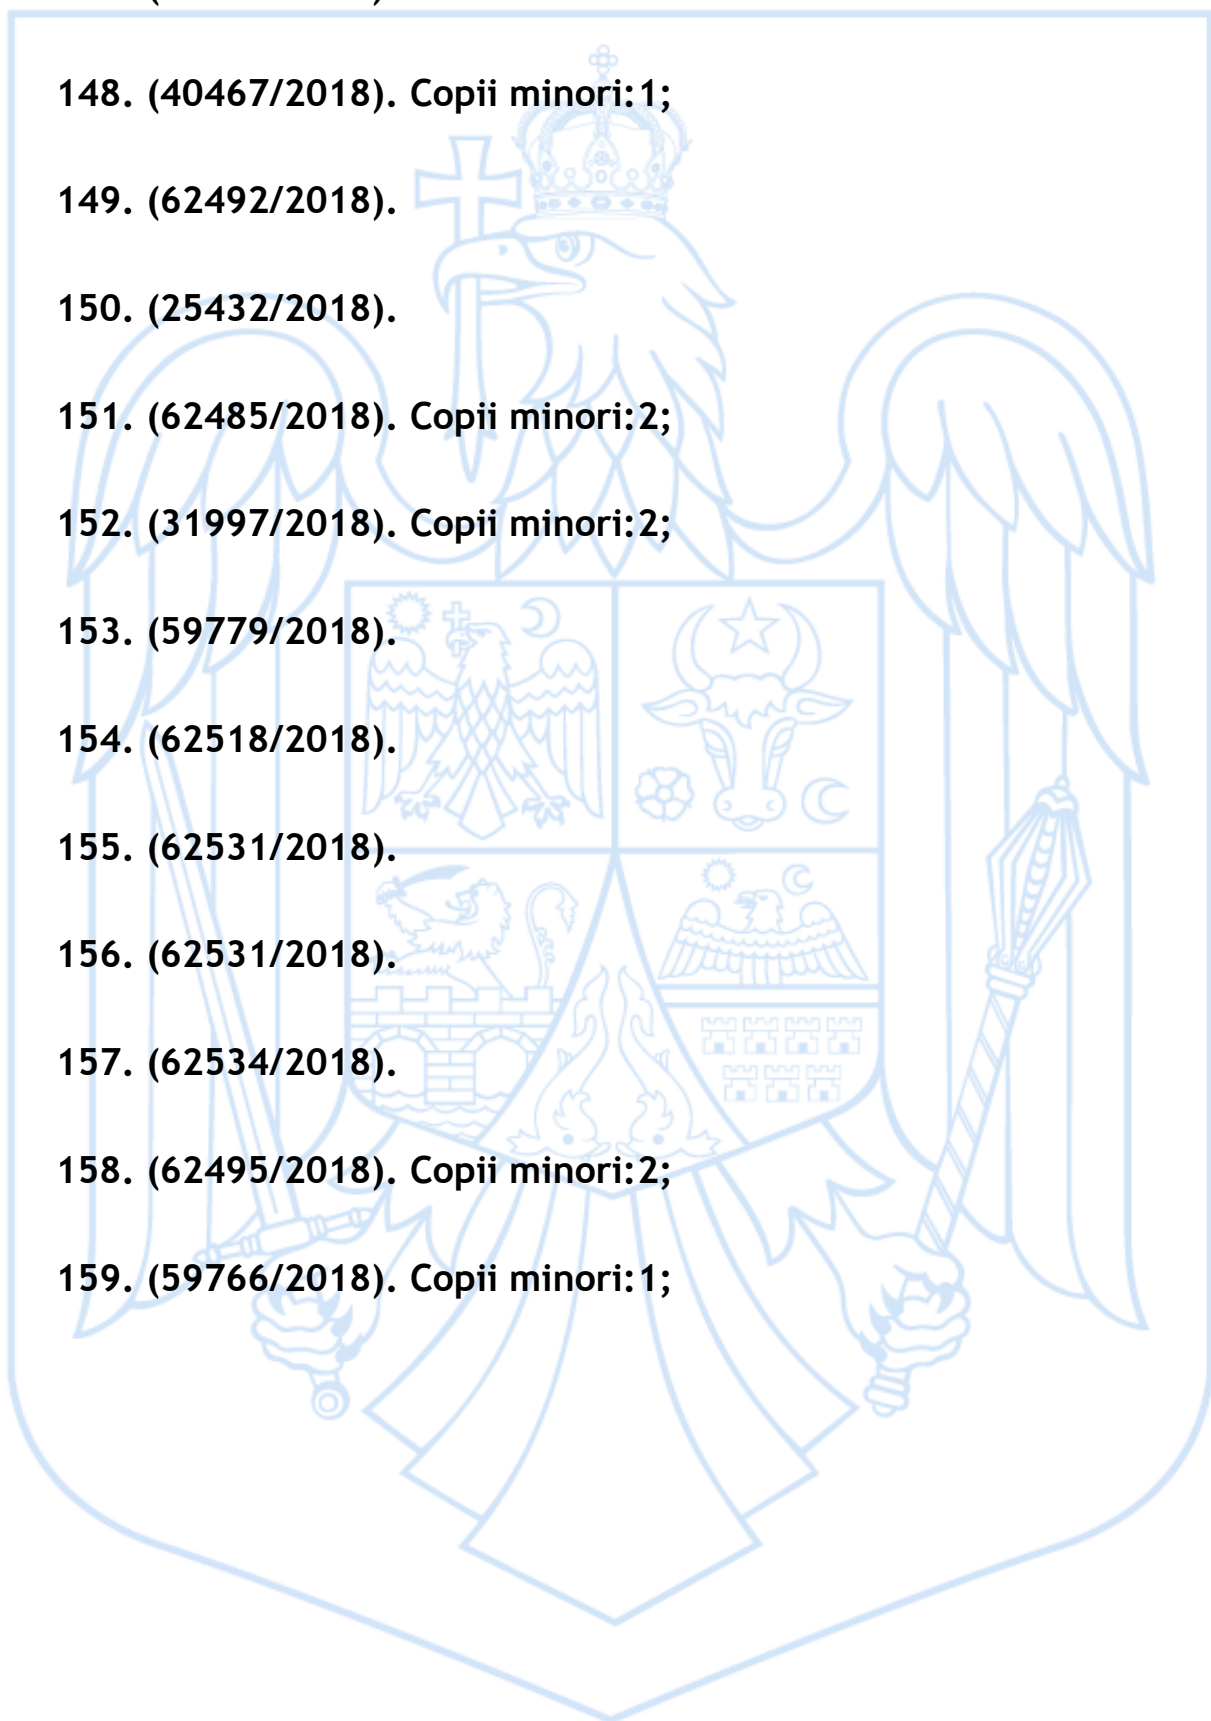 148. (40467/2018). Copii minori:1;
149. (62492/2018).
150. (25432/2018).
151. (62485/2018). Copii minori:2;
152. (31997/2018). Copii minori:2;
153. (59779/2018).
154. (62518/2018).
155. (62531/2018).
156. (62531/2018).
157. (62534/2018).
158. (62495/2018). Copii minori:2;
159. (59766/2018). Copii minori:1;